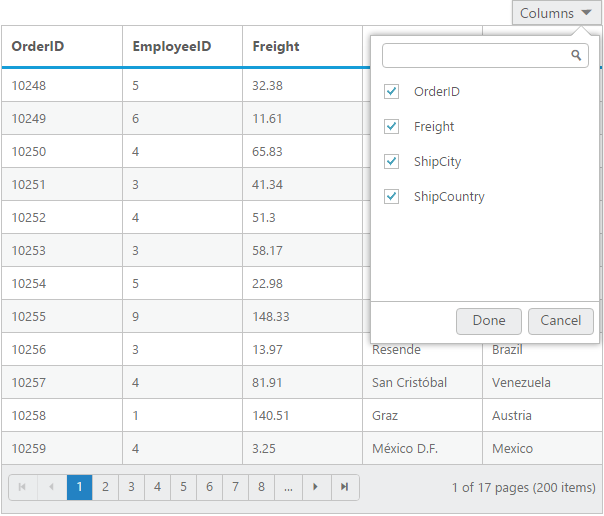 Columns
OrderID EmployeeID Freight
10248 5 32.38
10249 6 11.61
10250 4 65.83
10251 3 41.34
10252 4 51.3
10253 3 58.17
10254 5 22.98
10255 9 148.33
OrderID
Freight
ShipCity
ShipCountry
Done Cancel
10256 3 13.97 Resende Brazil
10257 4 81.91 San Cristóbal Venezuela
10258 1 140.51 Graz Austria
10259 4 3.25 México D.F. Mexico
1 2 3 4 5 6 7 8 ... 1 of 17 pages (200 items)